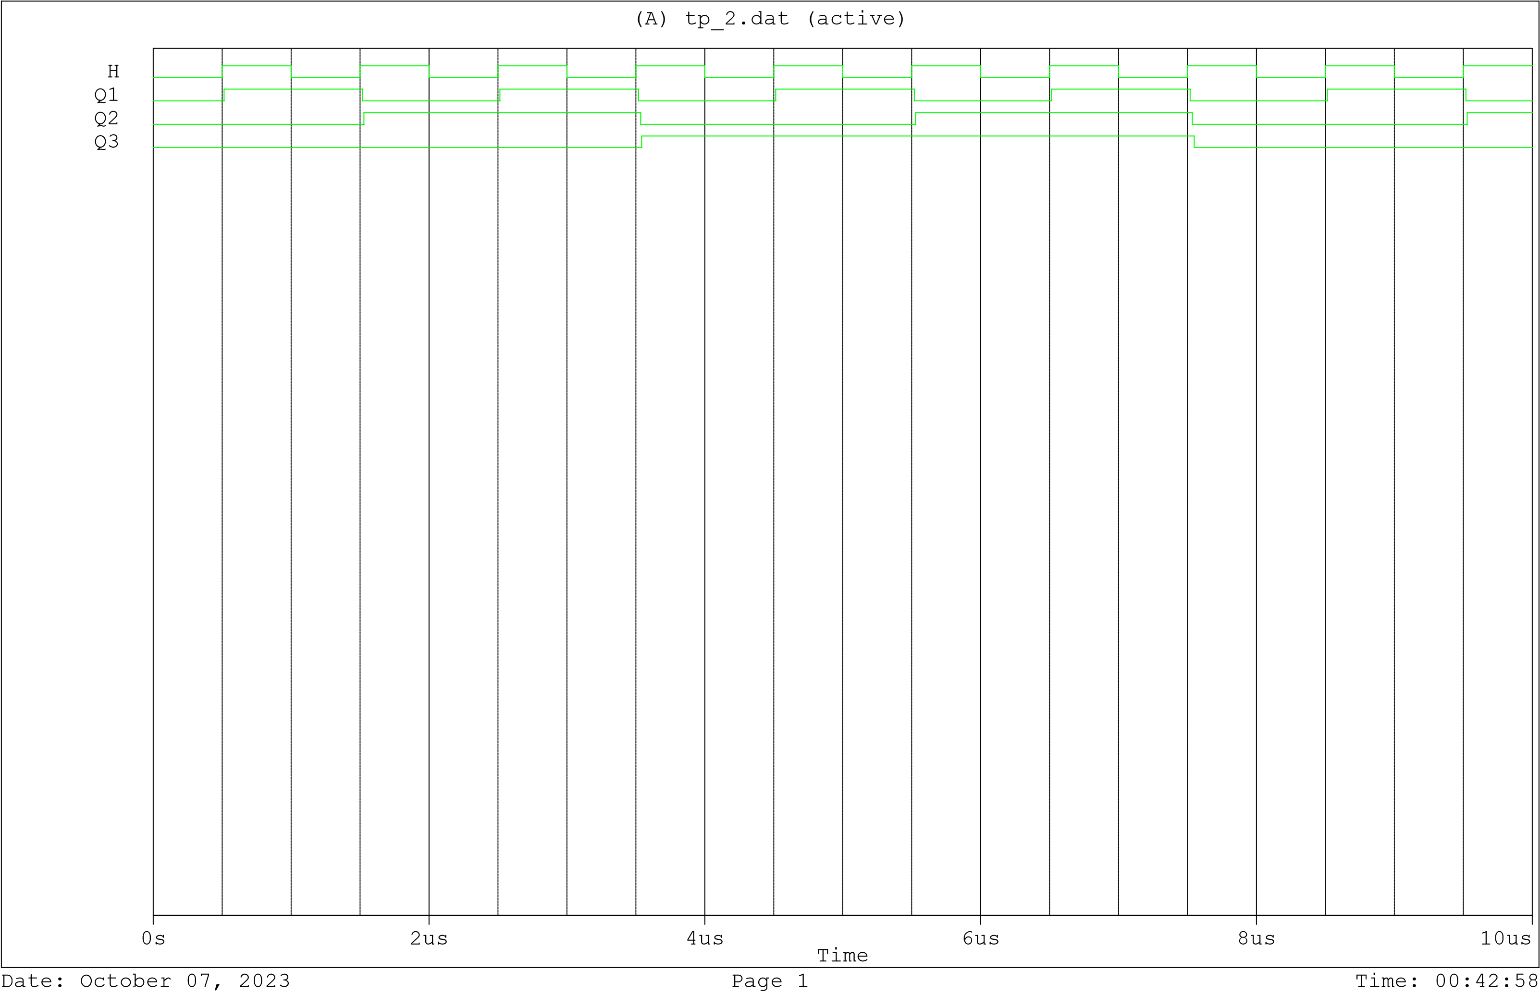 (A) tp_2.dat (active)
H
Q1
Q2
Q3
0s 2us 4us 6us 8us 10us
Time
Date: October 07, 2023 Page 1 Time: 00:42:58